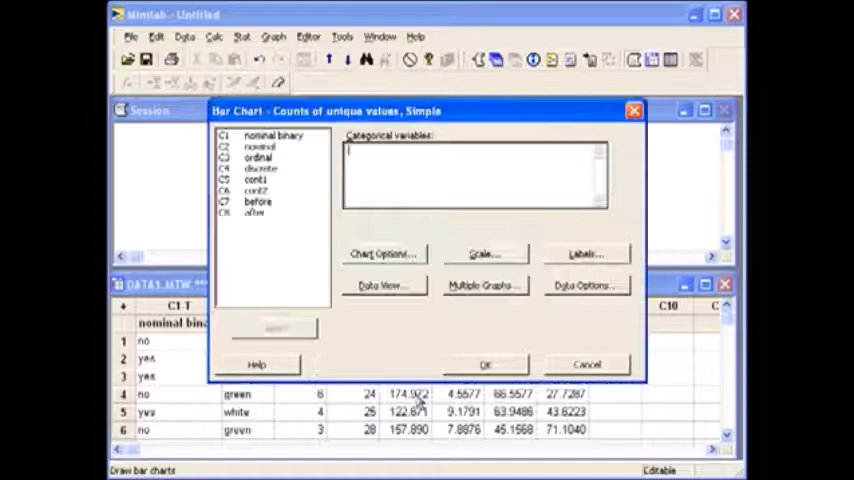 Minitab - Untitled
File Edit Data Calc Stat Graph Editor Tools Window Help
Session
Bar Chart - Counts of unique values, Simple
C1 nominal binary
C2 nominal
C3 ordinal
C4 discrete
C5 cont1
C6 cont2
C7 before
C8 after
Categorical variables:
Chart Options... Scale... Labels...
Data View... Multiple Graphs... Data Options...
Select
Help OK Cancel
DATA1.MTW ***
C1-T C10
nominal bina
1 no
2 yes
3 yes
4 no green 6 24 174.972 4.5577 66.5577 27.7287
5 yes white 4 26 122.671 9.1791 63.9486 43.6223
6 no green 3 28 157.890 7.8876 45.1568 71.1040
Draw bar charts Editable